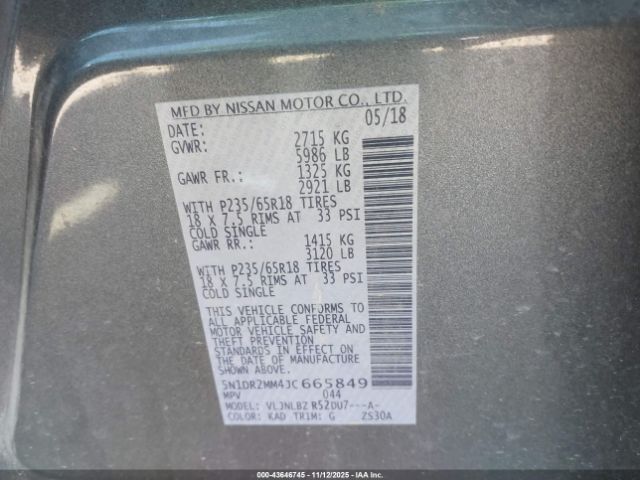 MFD BY NISSAN MOTOR CO., LTD.
DATE: 05/18
GVWR: 2715 KG
5986 LB
GAWR FR.: 1325 KG
2921 LB
WITH P235/65R18 TIRES
18 X 7.5 RIMS AT 33 PSI
COLD SINGLE
GAWR RR.: 1415 KG
3120 LB
WITH P235/65R18 TIRES
18 X 7.5 RIMS AT 33 PSI
COLD SINGLE
THIS VEHICLE CONFORMS TO
ALL APPLICABLE FEDERAL
MOTOR VEHICLE SAFETY AND
THEFT PREVENTION
STANDARDS IN EFFECT ON
THE DATE OF MANUFACTURE
SHOWN ABOVE.
5N1DR2MM4JC665849
MPV 044
MODEL: VLJNLBZ R52DU7---A-
COLOR: KAD TRIM: G ZS30A
000-43646745 - 11/12/2025 - IAAI.COM